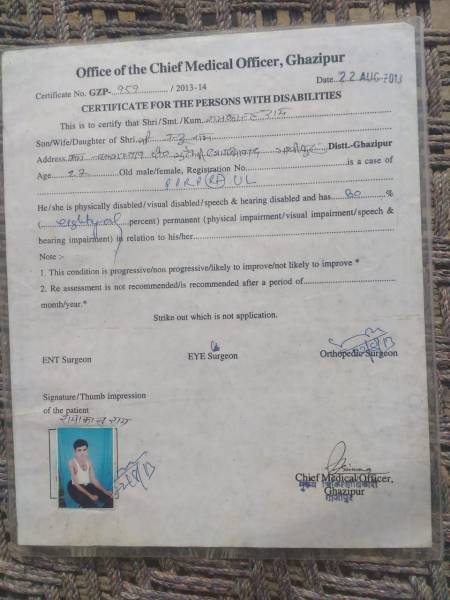 Office of the Chief Medical Officer, Ghazipur
Certificate No. GZP-..959....... / 2013-14
Date. 22 AUG 2013
CERTIFICATE FOR THE PERSONS WITH DISABILITIES
This is to certify that Shri/Smt./Kum. रामाकान्त राम
Son/Wife/Daughter of Shri. राम
Address. Distt.-Ghazipur
Age. 22 Old male/female, Registration No. is a case of
PPRP (R) UL
He/she is physically disabled/visual disabled/speech & hearing disabled and has 80 %
( eighty only percent) permanent (physical impairment/visual impairment/speech &
hearing impairment) in relation to his/her
Note :-
1. This condition is progressive/non progressive/likely to improve/not likely to improve *
2. Re assessment is not recommended/is recommended after a period of
month/year.*
Strike out which is not application.
ENT Surgeon
EYE Surgeon
Orthopedic Surgeon
Signature/Thumb impression
of the patient
रामाकान्त राम
Chief Medical Officer,
Ghazipur
मुख्य चिकित्साधिकारी
गाजीपुर